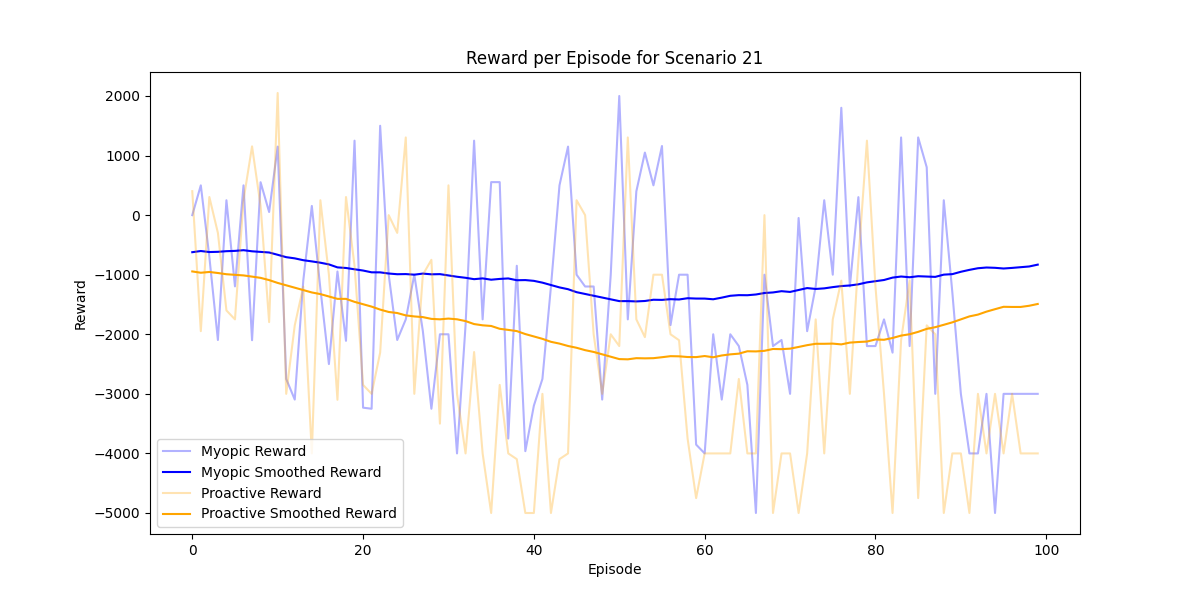 Reward per Episode for Scenario 21
2000
1000
0
−1000
−2000
−3000
−4000
−5000
Reward
Myopic Reward
Myopic Smoothed Reward
Proactive Reward
Proactive Smoothed Reward
0 20 40 60 80 100
Episode